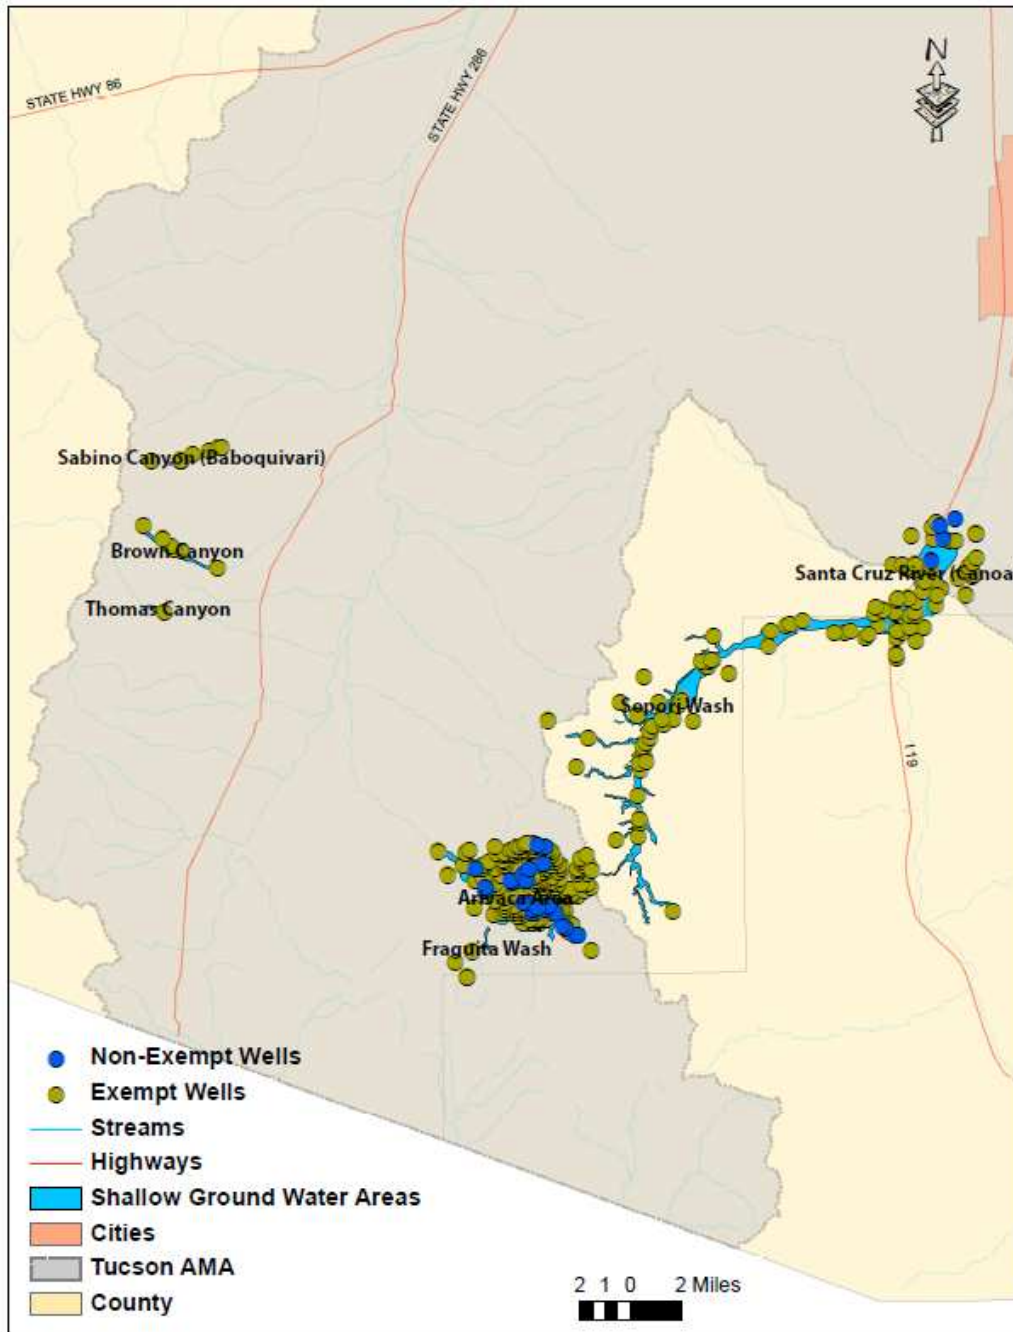 N
STATE HWY 86
STATE HWY 286
Sabino Canyon (Baboquivari)
Brown Canyon
Thomas Canyon
Santa Cruz River (Canoa
Sopori Wash
I 19
Arivaca Area
Fraguita Wash
Non-Exempt Wells
Exempt Wells
Streams
Highways
Shallow Ground Water Areas
Cities
Tucson AMA
County
2 1 0 2 Miles